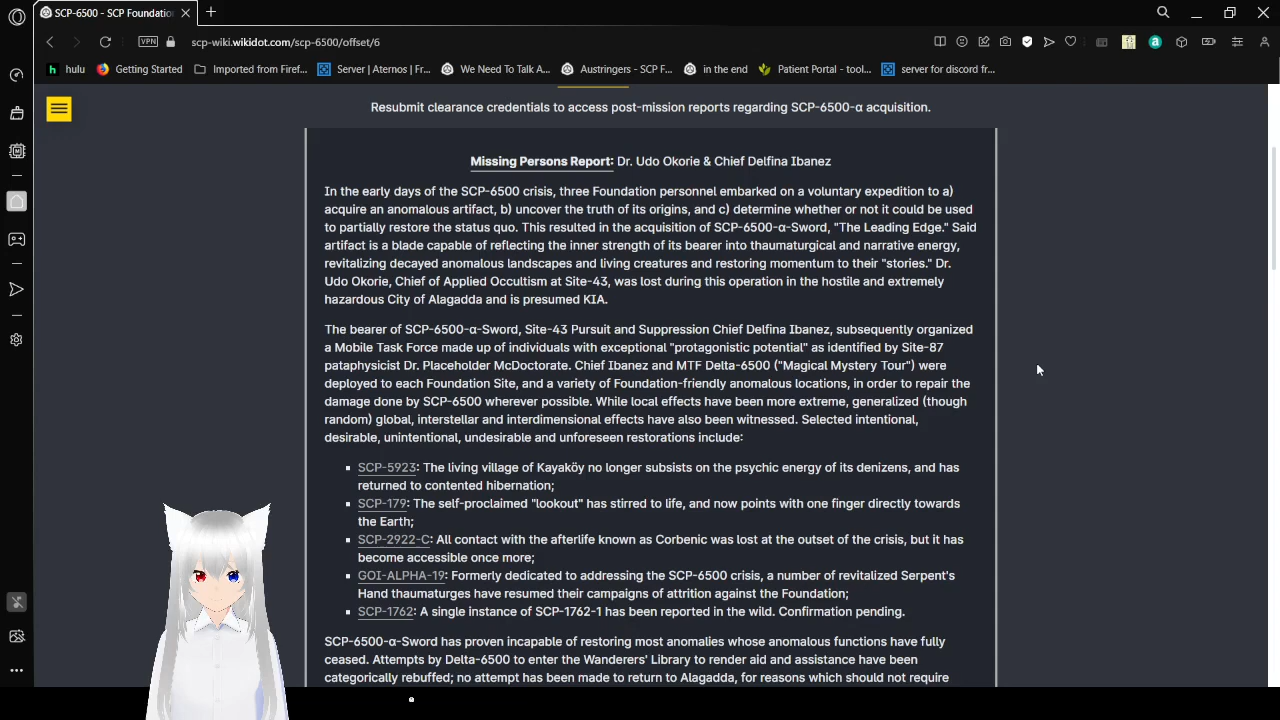 SCP-6500 - SCP Foundatio
scp-wiki.wikidot.com/scp-6500/offset/6
VPN
hulu
Getting Started
Imported from Firef...
Server | Aternos | Fr...
We Need To Talk A...
Austringers - SCP F...
in the end
Patient Portal - tool...
server for discord fr...
Resubmit clearance credentials to access post-mission reports regarding SCP-6500-α acquisition.
Missing Persons Report: Dr. Udo Okorie & Chief Delfina Ibanez
In the early days of the SCP-6500 crisis, three Foundation personnel embarked on a voluntary expedition to a)
acquire an anomalous artifact, b) uncover the truth of its origins, and c) determine whether or not it could be used
to partially restore the status quo. This resulted in the acquisition of SCP-6500-α-Sword, "The Leading Edge." Said
artifact is a blade capable of reflecting the inner strength of its bearer into thaumaturgical and narrative energy,
revitalizing decayed anomalous landscapes and living creatures and restoring momentum to their "stories." Dr.
Udo Okorie, Chief of Applied Occultism at Site-43, was lost during this operation in the hostile and extremely
hazardous City of Alagadda and is presumed KIA.
The bearer of SCP-6500-α-Sword, Site-43 Pursuit and Suppression Chief Delfina Ibanez, subsequently organized
a Mobile Task Force made up of individuals with exceptional "protagonistic potential" as identified by Site-87
pataphysicist Dr. Placeholder McDoctorate. Chief Ibanez and MTF Delta-6500 ("Magical Mystery Tour") were
deployed to each Foundation Site, and a variety of Foundation-friendly anomalous locations, in order to repair the
damage done by SCP-6500 wherever possible. While local effects have been more extreme, generalized (though
random) global, interstellar and interdimensional effects have also been witnessed. Selected intentional,
desirable, unintentional, undesirable and unforeseen restorations include:
SCP-5923: The living village of Kayaköy no longer subsists on the psychic energy of its denizens, and has
returned to contented hibernation;
SCP-179: The self-proclaimed "lookout" has stirred to life, and now points with one finger directly towards
the Earth;
SCP-2922-C: All contact with the afterlife known as Corbenic was lost at the outset of the crisis, but it has
become accessible once more;
GOI-ALPHA-19: Formerly dedicated to addressing the SCP-6500 crisis, a number of revitalized Serpent's
Hand thaumaturges have resumed their campaigns of attrition against the Foundation;
SCP-1762: A single instance of SCP-1762-1 has been reported in the wild. Confirmation pending.
SCP-6500-α-Sword has proven incapable of restoring most anomalies whose anomalous functions have fully
ceased. Attempts by Delta-6500 to enter the Wanderers' Library to render aid and assistance have been
categorically rebuffed; no attempt has been made to return to Alagadda, for reasons which should not require